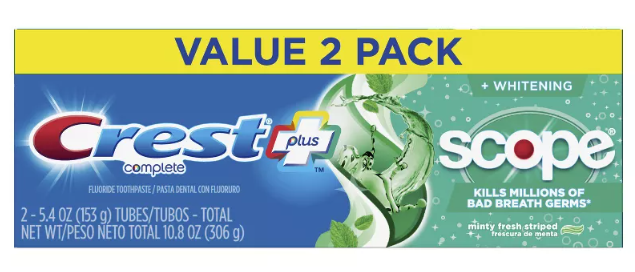 VALUE 2 PACK
+ WHITENING
Crest® plus™
complete
scope®
FLUORIDE TOOTHPASTE / PASTA DENTAL CON FLUORURO
KILLS MILLIONS OF
BAD BREATH GERMS*
2 - 5.4 OZ (153 g) TUBES/TUBOS - TOTAL
NET WT/PESO NETO TOTAL 10.8 OZ (306 g)
minty fresh striped
frescura de menta